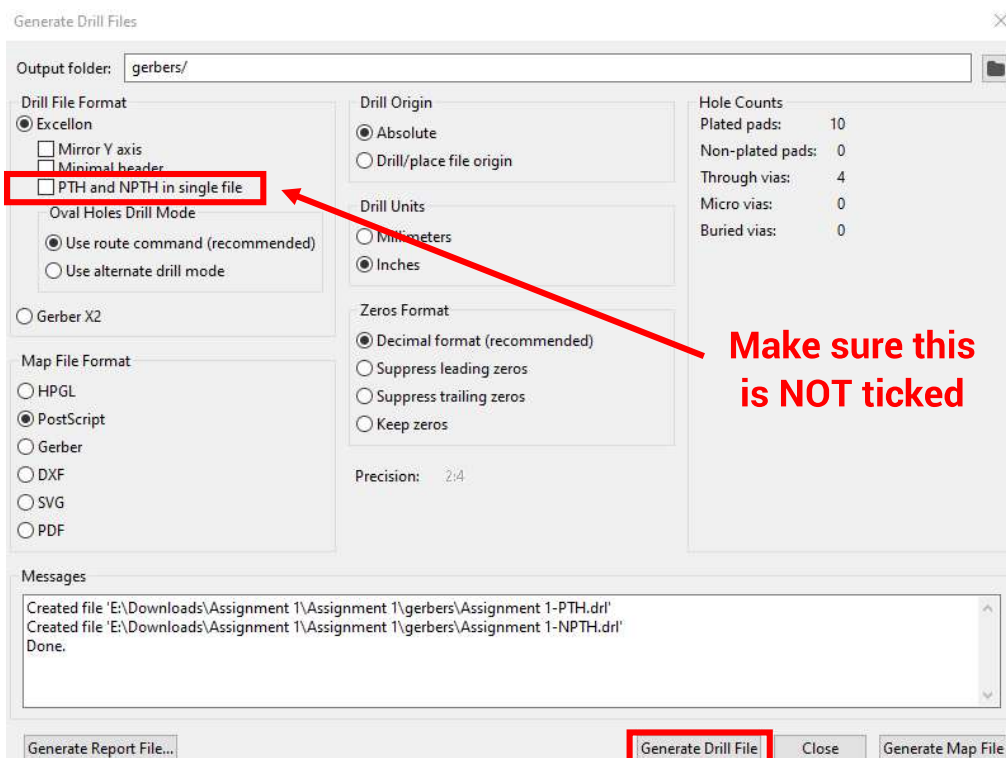 Generate Drill Files
Output folder: gerbers/
Drill File Format
Excellon
Mirror Y axis
Minimal header
PTH and NPTH in single file
Oval Holes Drill Mode
Use route command (recommended)
Use alternate drill mode
Gerber X2
Map File Format
HPGL
PostScript
Gerber
DXF
SVG
PDF
Drill Origin
Absolute
Drill/place file origin
Drill Units
Millimeters
Inches
Zeros Format
Decimal format (recommended)
Suppress leading zeros
Suppress trailing zeros
Keep zeros
Precision: 2:4
Hole Counts
Plated pads: 10
Non-plated pads: 0
Through vias: 4
Micro vias: 0
Buried vias: 0
Make sure this
is NOT ticked
Messages
Created file 'E:\Downloads\Assignment 1\Assignment 1\gerbers\Assignment 1-PTH.drl'
Created file 'E:\Downloads\Assignment 1\Assignment 1\gerbers\Assignment 1-NPTH.drl'
Done.
Generate Report File... Generate Drill File Close Generate Map File